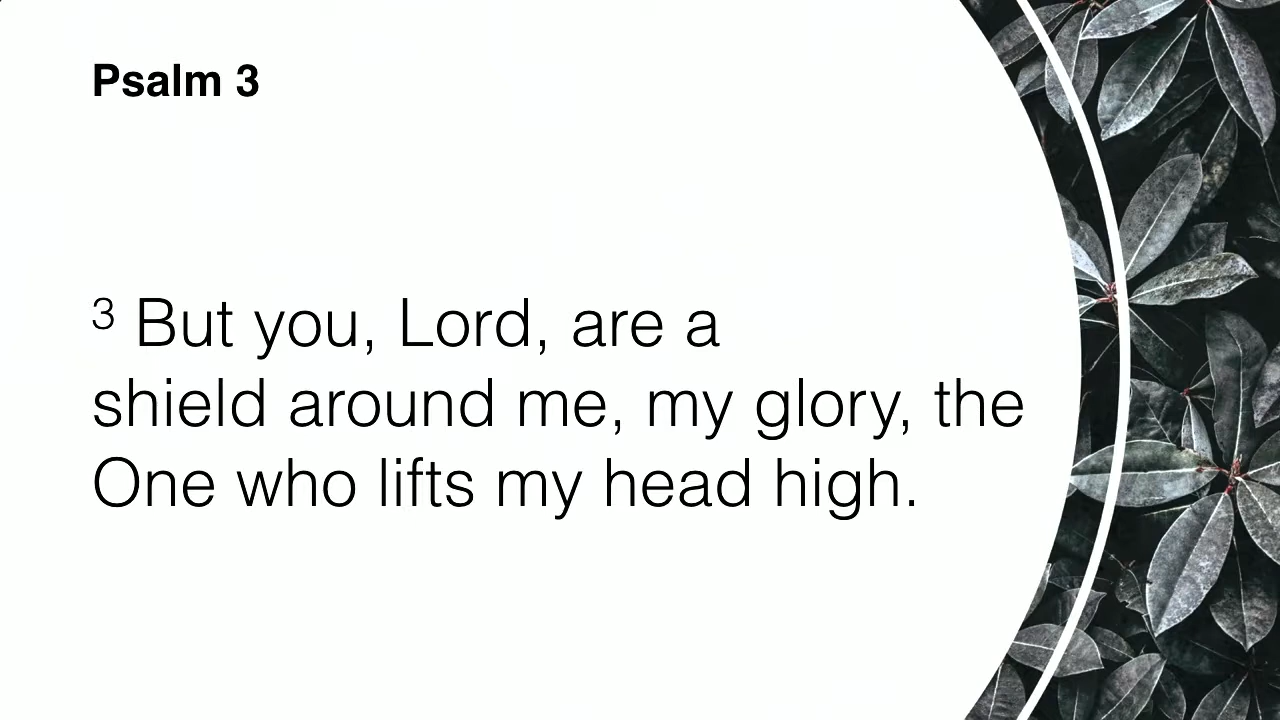 Psalm 3
3 But you, Lord, are a
shield around me, my glory, the
One who lifts my head high.